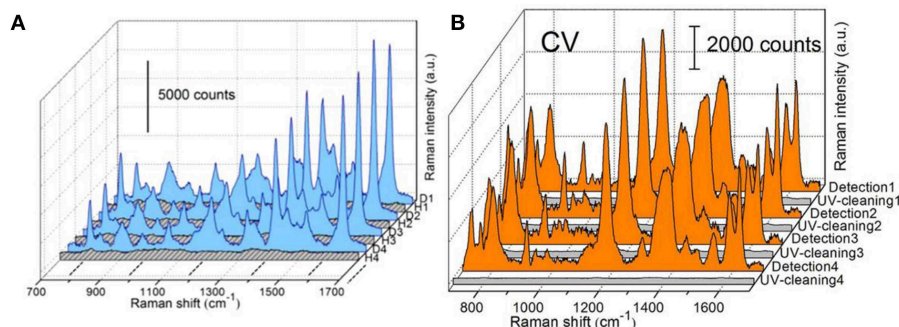 A
5000 counts
Raman intensity (a.u.)
D1
H1
D2
H2
D3
H3
D4
H4
700 900 1100 1300 1500 1700
Raman shift (cm-1)
B
CV
2000 counts
Raman intensity (a.u.)
Detection1
UV-cleaning1
Detection2
UV-cleaning2
Detection3
UV-cleaning3
Detection4
UV-cleaning4
800 1000 1200 1400 1600
Raman shift (cm-1)